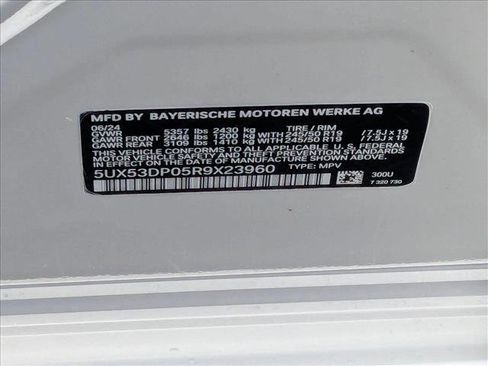 MFD BY BAYERISCHE MOTOREN WERKE AG
06/24 TIRE / RIM
GVWR 5357 lbs 2430 kg
GAWR FRONT 2646 lbs 1200 kg WITH 245/50 R19 /7.5J x 19
GAWR REAR 3109 lbs 1410 kg WITH 245/50 R19 /7.5J x 19
THIS VEHICLE CONFORMS TO ALL APPLICABLE U.S. FEDERAL
MOTOR VEHICLE SAFETY, BUMPER, AND THEFT PREVENTION
STANDARDS IN EFFECT ON THE DATE OF MANUFACTURE SHOWN ABOVE.
5UX53DP05R9X23960 TYPE: MPV
300U
7 320 730